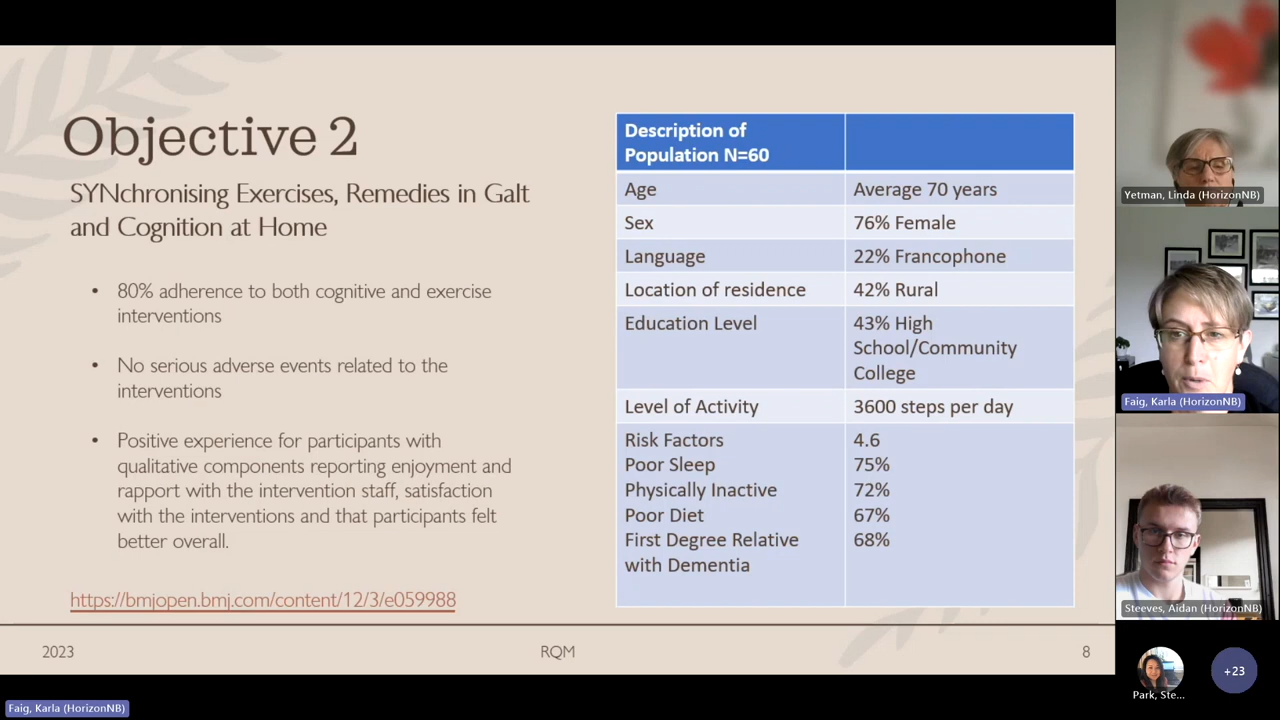 Objective 2
SYNchronising Exercises, Remedies in Galt
and Cognition at Home
• 80% adherence to both cognitive and exercise
interventions
• No serious adverse events related to the
interventions
• Positive experience for participants with
qualitative components reporting enjoyment and
rapport with the intervention staff, satisfaction
with the interventions and that participants felt
better overall.
https://bmjopen.bmj.com/content/12/3/e059988
Description of
Population N=60
Age Average 70 years
Sex 76% Female
Language 22% Francophone
Location of residence 42% Rural
Education Level 43% High
School/Community
College
Level of Activity 3600 steps per day
Risk Factors 4.6
Poor Sleep 75%
Physically Inactive 72%
Poor Diet 67%
First Degree Relative 68%
with Dementia
2023 RQM 8
Yetman, Linda (HorizonNB)
Faig, Karla (HorizonNB)
Steeves, Aidan (HorizonNB)
Park, Ste...
+23
Faig, Karla (HorizonNB)